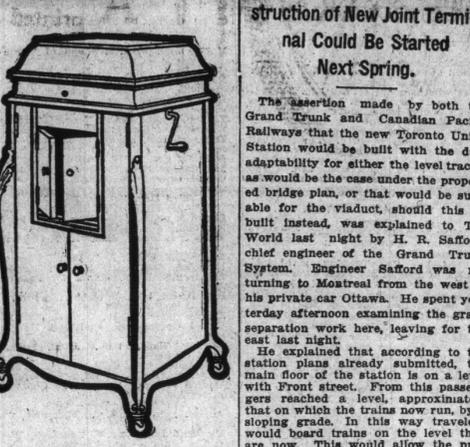 struction of New Joint Termi
nal Could Be Started
Next Spring.
The assertion made by both
Grand Trunk and Canadian Paci
Railways that the new Toronto Uni
Station would be built with the d
adaptability for either the level trac
as would be the case under the propo
ed bridge plan, or that would be su
able for the viaduct, should this
built instead, was explained to T
World last night by H. R. Saffo
chief engineer of the Grand Tru
System. Engineer Safford was
turning to Montreal from the west
his private car Ottawa. He spent ye
terday afternoon examining the gra
separation work here, leaving for
east last night.
He explained that according to t
station plans already submitted, t
main floor of the station is on a lev
with Front street. From this passe
gers reached a level, approximate
that on which the trains now run, by
sloping grade. In this way travel
would board trains on the level th
are now. This would allow the